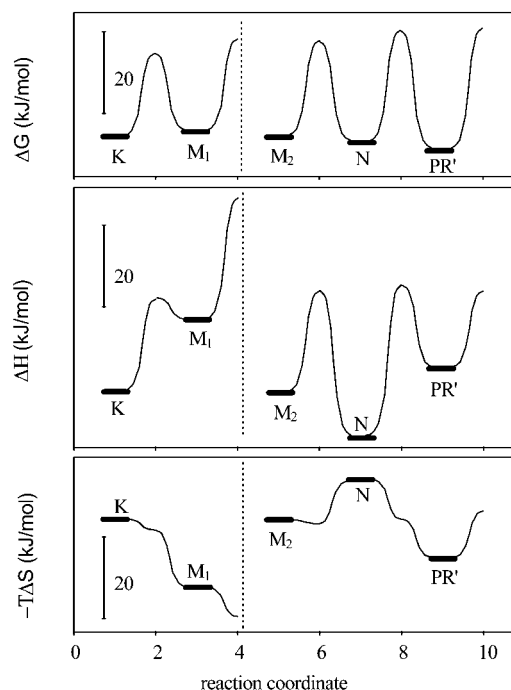 ΔG (kJ/mol)
20
K
M₁
M₂
N
PR'
ΔH (kJ/mol)
20
K
M₁
M₂
N
PR'
−TΔS (kJ/mol)
K
20
M₁
M₂
N
PR'
0 2 4 6 8 10
reaction coordinate